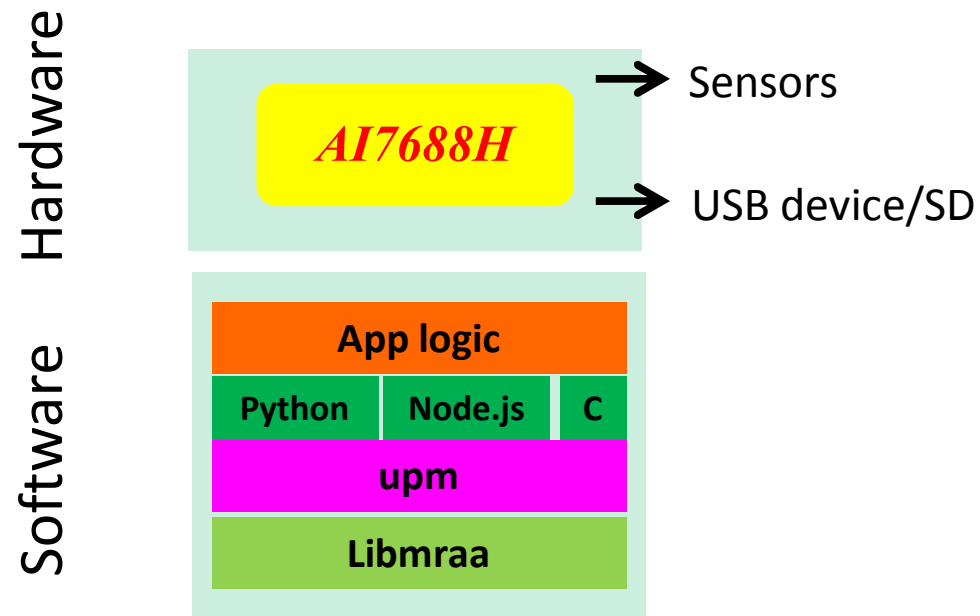 Hardware
AI7688H
Sensors
USB device/SD
Software
App logic
Python Node.js C
upm
Libmraa